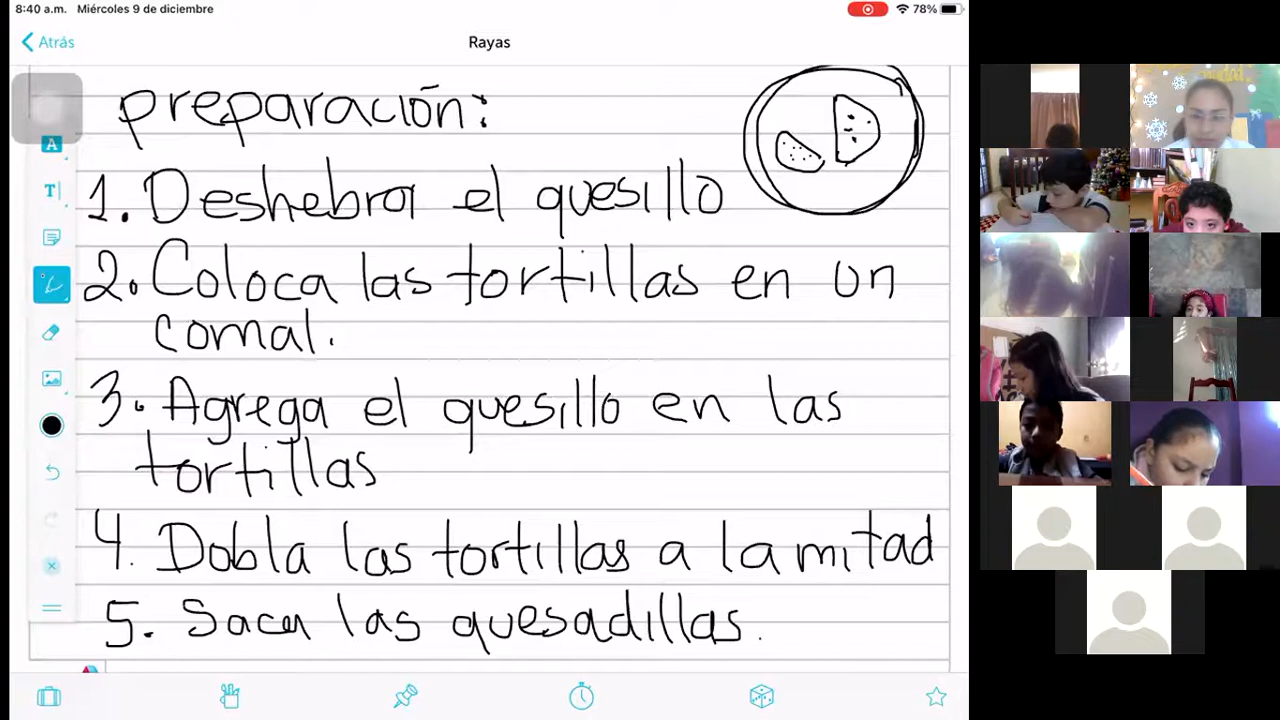 8:40 a.m. Miércoles 9 de diciembre
78%
Atrás
Rayas
preparación:
1. Deshebra el quesillo
2. Coloca las tortillas en un
comal.
3. Agrega el quesillo en las
tortillas
4. Dobla las tortillas a la mitad
5. Saca las quesadillas.
A
T